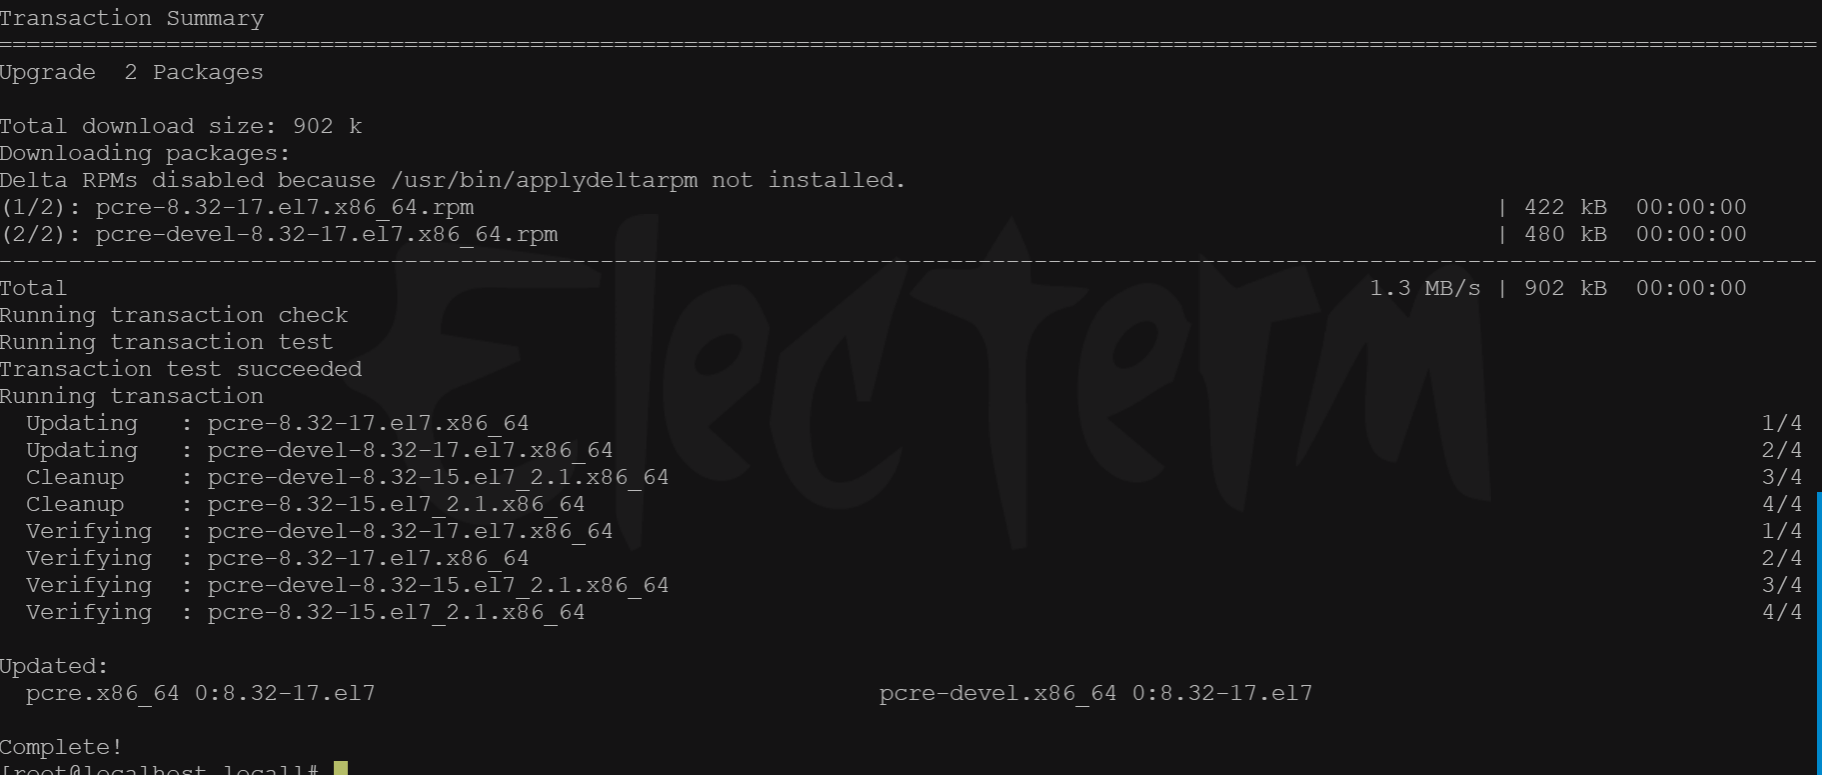 Transaction Summary
================================================================================================================================
Upgrade  2 Packages
Total download size: 902 k
Downloading packages:
Delta RPMs disabled because /usr/bin/applydeltarpm not installed.
(1/2): pcre-8.32-17.el7.x86_64.rpm | 422 kB  00:00:00
(2/2): pcre-devel-8.32-17.el7.x86_64.rpm | 480 kB  00:00:00
--------------------------------------------------------------------------------------------------------------------------------
Total 1.3 MB/s | 902 kB  00:00:00
Running transaction check
Running transaction test
Transaction test succeeded
Running transaction
  Updating   : pcre-8.32-17.el7.x86_64 1/4
  Updating   : pcre-devel-8.32-17.el7.x86_64 2/4
  Cleanup    : pcre-devel-8.32-15.el7_2.1.x86_64 3/4
  Cleanup    : pcre-8.32-15.el7_2.1.x86_64 4/4
  Verifying  : pcre-devel-8.32-17.el7.x86_64 1/4
  Verifying  : pcre-8.32-17.el7.x86_64 2/4
  Verifying  : pcre-devel-8.32-15.el7_2.1.x86_64 3/4
  Verifying  : pcre-8.32-15.el7_2.1.x86_64 4/4
Updated:
  pcre.x86_64 0:8.32-17.el7 pcre-devel.x86_64 0:8.32-17.el7
Complete!
[root@localhost local]#
Electerm